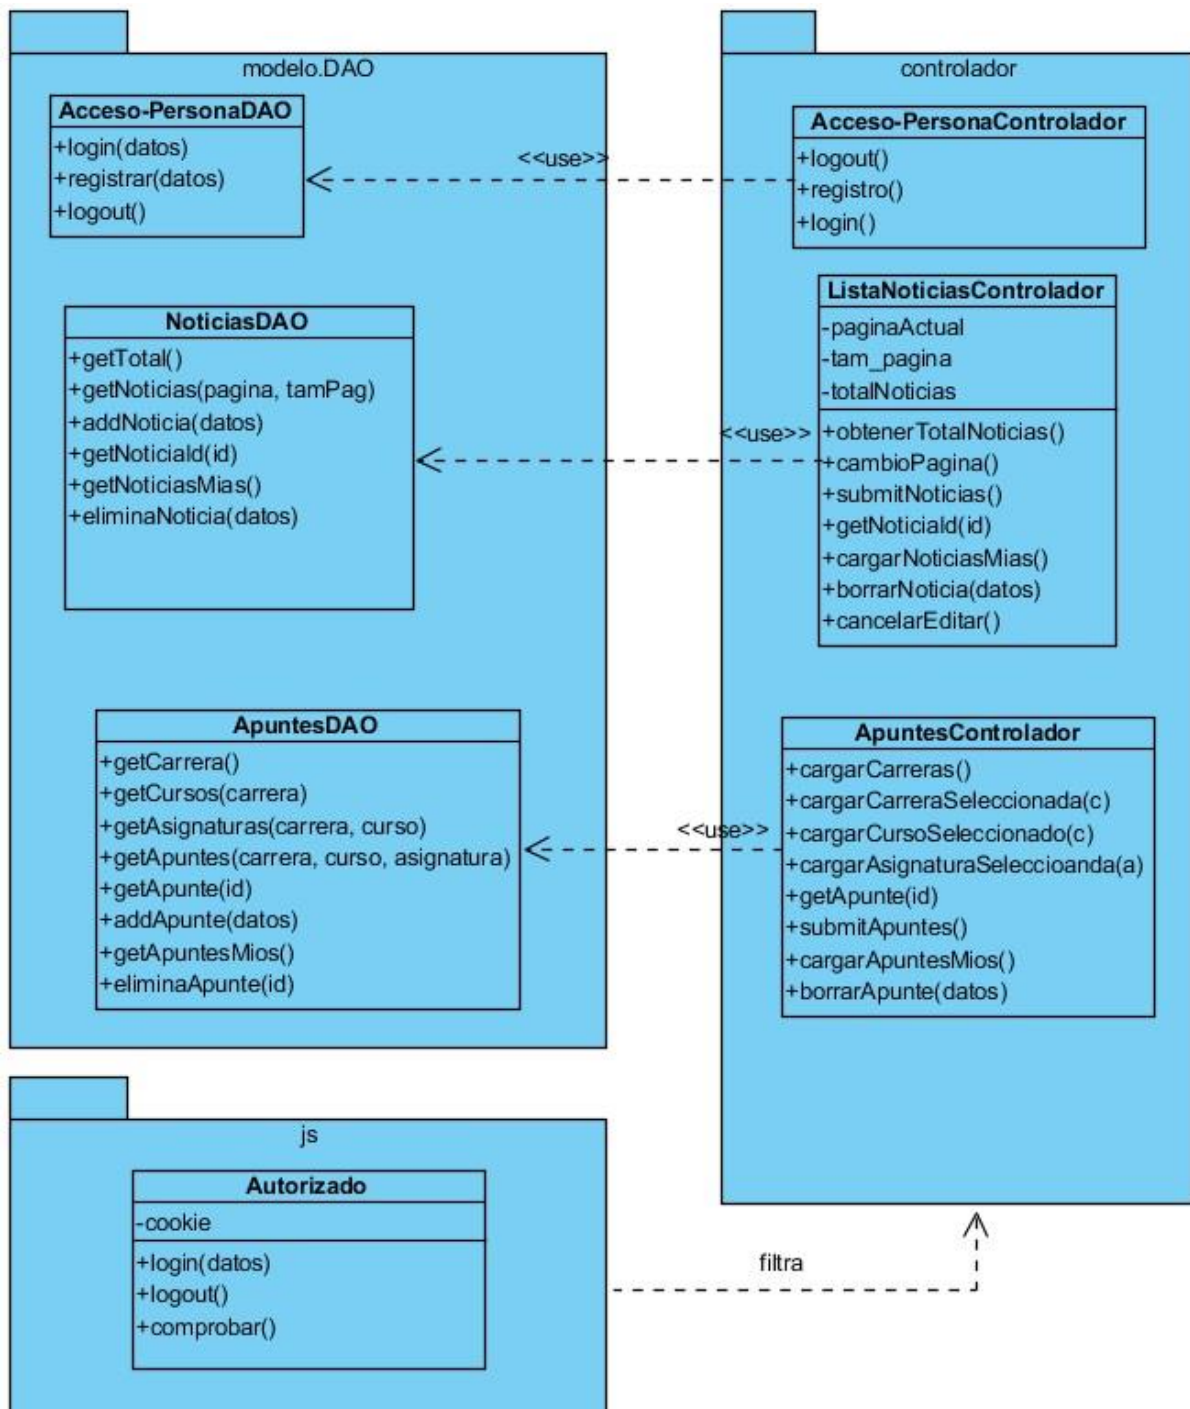 modelo.DAO
Acceso-PersonaDAO
+login(datos)
+registrar(datos)
+logout()
NoticiasDAO
+getTotal()
+getNoticias(pagina, tamPag)
+addNoticia(datos)
+getNoticiaId(id)
+getNoticiasMias()
+eliminaNoticia(datos)
ApuntesDAO
+getCarrera()
+getCursos(carrera)
+getAsignaturas(carrera, curso)
+getApuntes(carrera, curso, asignatura)
+getApunte(id)
+addApunte(datos)
+getApuntesMios()
+eliminaApunte(id)
<<use>>
<<use>>
<<use>>
controlador
Acceso-PersonaControlador
+logout()
+registro()
+login()
ListaNoticiasControlador
-paginaActual
-tam_pagina
-totalNoticias
+obtenerTotalNoticias()
+cambioPagina()
+submitNoticias()
+getNoticiaId(id)
+cargarNoticiasMias()
+borrarNoticia(datos)
+cancelarEditar()
ApuntesControlador
+cargarCarreras()
+cargarCarreraSeleccionada(c)
+cargarCursoSeleccionado(c)
+cargarAsignaturaSeleccioanda(a)
+getApunte(id)
+submitApuntes()
+cargarApuntesMios()
+borrarApunte(datos)
js
Autorizado
-cookie
+login(datos)
+logout()
+comprobar()
filtra